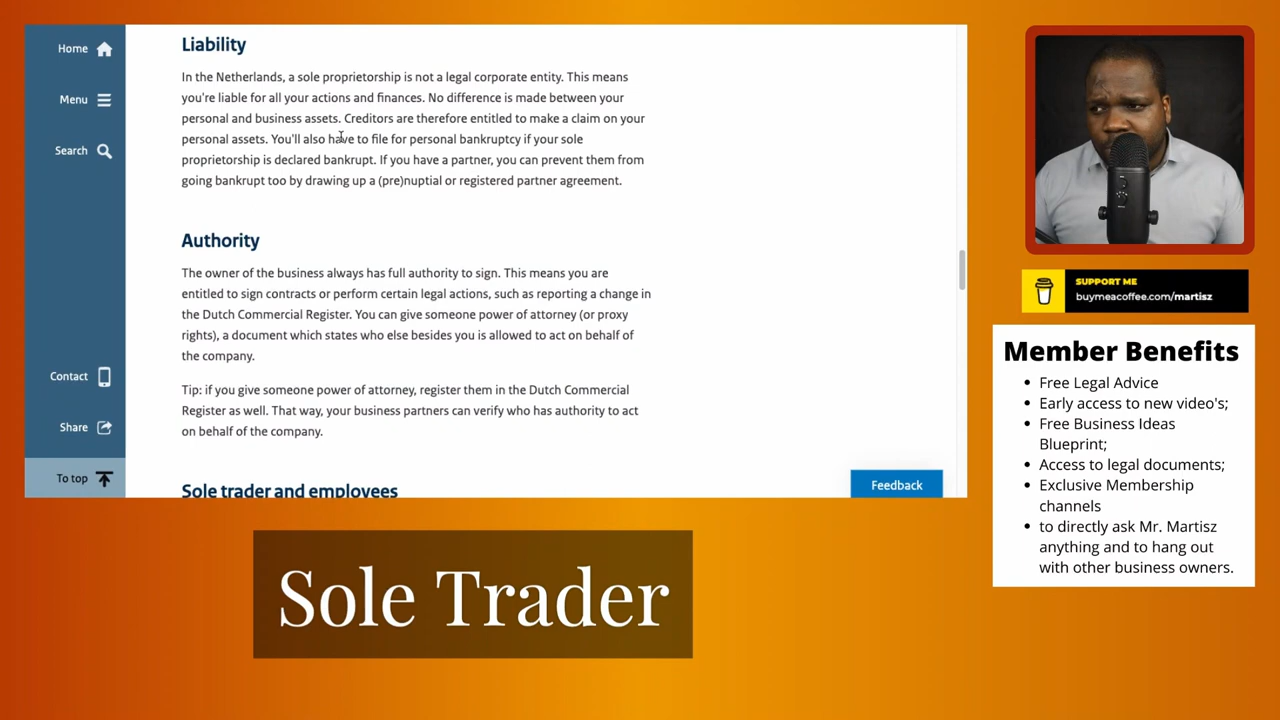 Home
Menu
Search
Contact
Share
To top
Liability
In the Netherlands, a sole proprietorship is not a legal corporate entity. This means
you're liable for all your actions and finances. No difference is made between your
personal and business assets. Creditors are therefore entitled to make a claim on your
personal assets. You'll also have to file for personal bankruptcy if your sole
proprietorship is declared bankrupt. If you have a partner, you can prevent them from
going bankrupt too by drawing up a (pre)nuptial or registered partner agreement.
Authority
The owner of the business always has full authority to sign. This means you are
entitled to sign contracts or perform certain legal actions, such as reporting a change in
the Dutch Commercial Register. You can give someone power of attorney (or proxy
rights), a document which states who else besides you is allowed to act on behalf of
the company.
Tip: if you give someone power of attorney, register them in the Dutch Commercial
Register as well. That way, your business partners can verify who has authority to act
on behalf of the company.
Sole trader and employees
Feedback
SUPPORT ME
buymeacoffee.com/martisz
Member Benefits
• Free Legal Advice
• Early access to new video's;
• Free Business Ideas
Blueprint;
• Access to legal documents;
• Exclusive Membership
channels
• to directly ask Mr. Martisz
anything and to hang out
with other business owners.
Sole Trader